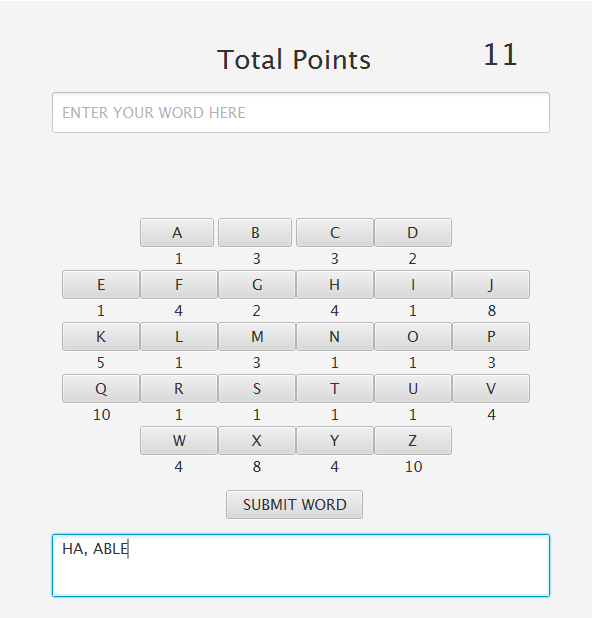 Total Points 11
ENTER YOUR WORD HERE
A B C D
1 3 3 2
E F G H I J
1 4 2 4 1 8
K L M N O P
5 1 3 1 1 3
Q R S T U V
10 1 1 1 1 4
W X Y Z
4 8 4 10
SUBMIT WORD
HA, ABLE